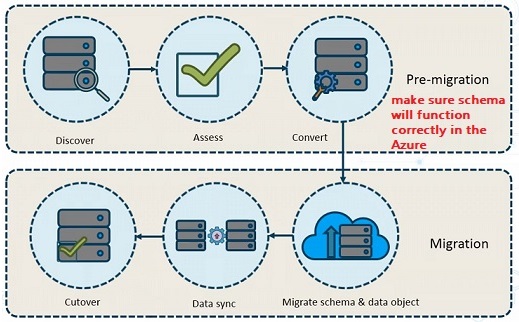 Pre-migration
make sure schema
will function
correctly in the
Azure
Discover
Assess
Convert
Migration
Cutover
Data sync
Migrate schema & data object